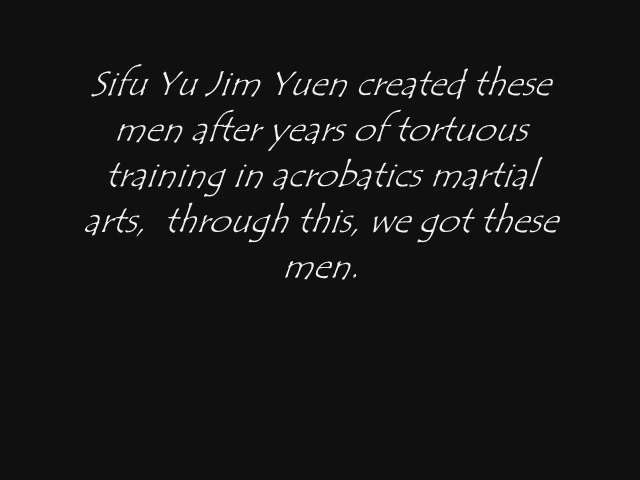 Sifu Yu Jim Yuen created these
men after years of tortuous
training in acrobatics martial
arts,  through this, we got these
men.